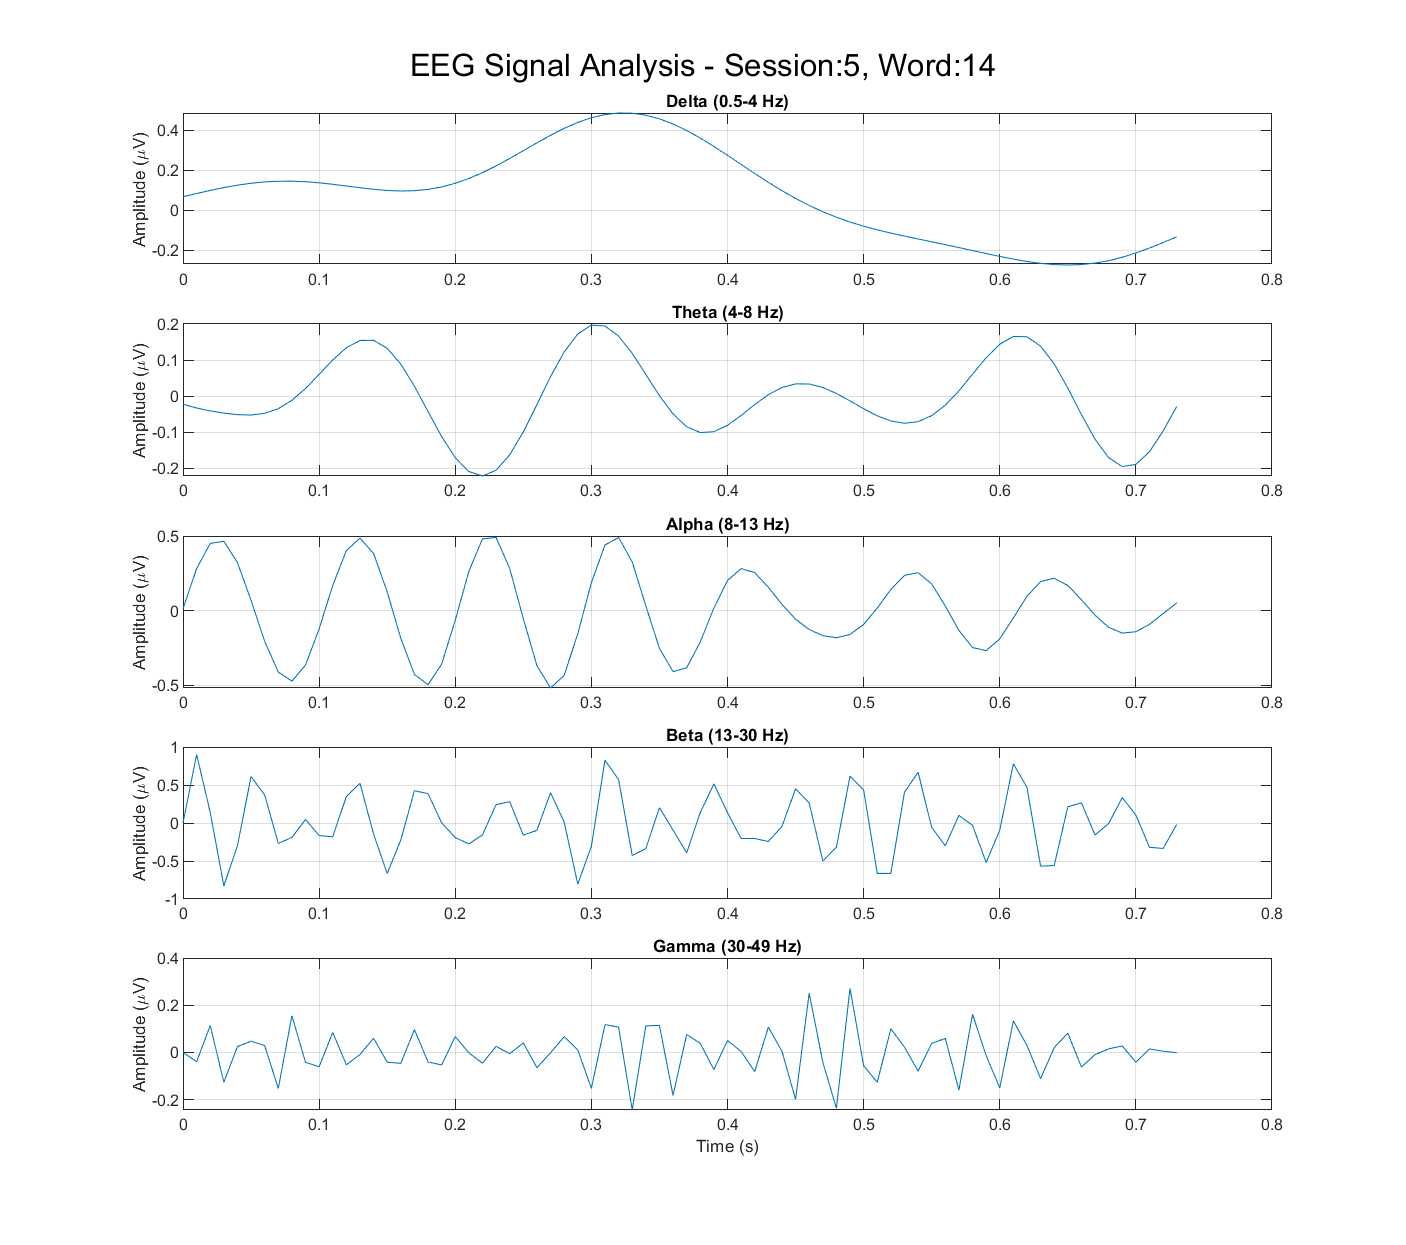 EEG Signal Analysis - Session:5, Word:14
Delta (0.5-4 Hz)
Amplitude (μV)
0.4
0.2
0
-0.2
0 0.1 0.2 0.3 0.4 0.5 0.6 0.7 0.8
Theta (4-8 Hz)
Amplitude (μV)
0.2
0.1
0
-0.1
-0.2
0 0.1 0.2 0.3 0.4 0.5 0.6 0.7 0.8
Alpha (8-13 Hz)
Amplitude (μV)
0.5
0
-0.5
0 0.1 0.2 0.3 0.4 0.5 0.6 0.7 0.8
Beta (13-30 Hz)
Amplitude (μV)
1
0.5
0
-0.5
-1
0 0.1 0.2 0.3 0.4 0.5 0.6 0.7 0.8
Gamma (30-49 Hz)
Amplitude (μV)
0.4
0.2
0
-0.2
0 0.1 0.2 0.3 0.4 0.5 0.6 0.7 0.8
Time (s)